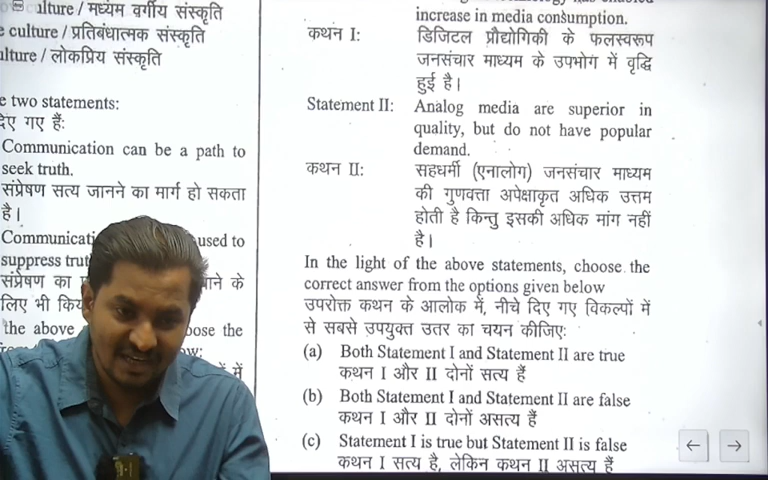 ulture / मध्यम वर्गीय संस्कृति
e culture / प्रतिबंधात्मक संस्कृति
ulture / लोकप्रिय संस्कृति
e two statements:
दिए गए हैं:
Communication can be a path to
seek truth.
संप्रेषण सत्य जानने का मार्ग हो सकता
है।
Communicati used to
suppress trut
संप्रेषण का पाने के
लिए भी किय
the above oose the
ow:
में
increase in media consumption.
कथन I: डिजिटल प्रौद्योगिकी के फलस्वरूप
जनसंचार माध्यम के उपभोग में वृद्धि
हुई है।
Statement II: Analog media are superior in
quality, but do not have popular
demand.
कथन II: सहधर्मी (एनालोग) जनसंचार माध्यम
की गुणवत्ता अपेक्षाकृत अधिक उत्तम
होती है किन्तु इसकी अधिक मांग नहीं
है।
In the light of the above statements, choose the
correct answer from the options given below
उपरोक्त कथन के आलोक में, नीचे दिए गए विकल्पों में
से सबसे उपयुक्त उतर का चयन कीजिए:
(a) Both Statement I and Statement II are true
कथन I और II दोनों सत्य हैं
(b) Both Statement I and Statement II are false
कथन I और II दोनों असत्य हैं
(c) Statement I is true but Statement II is false
कथन I सत्य है, लेकिन कथन II असत्य हैं